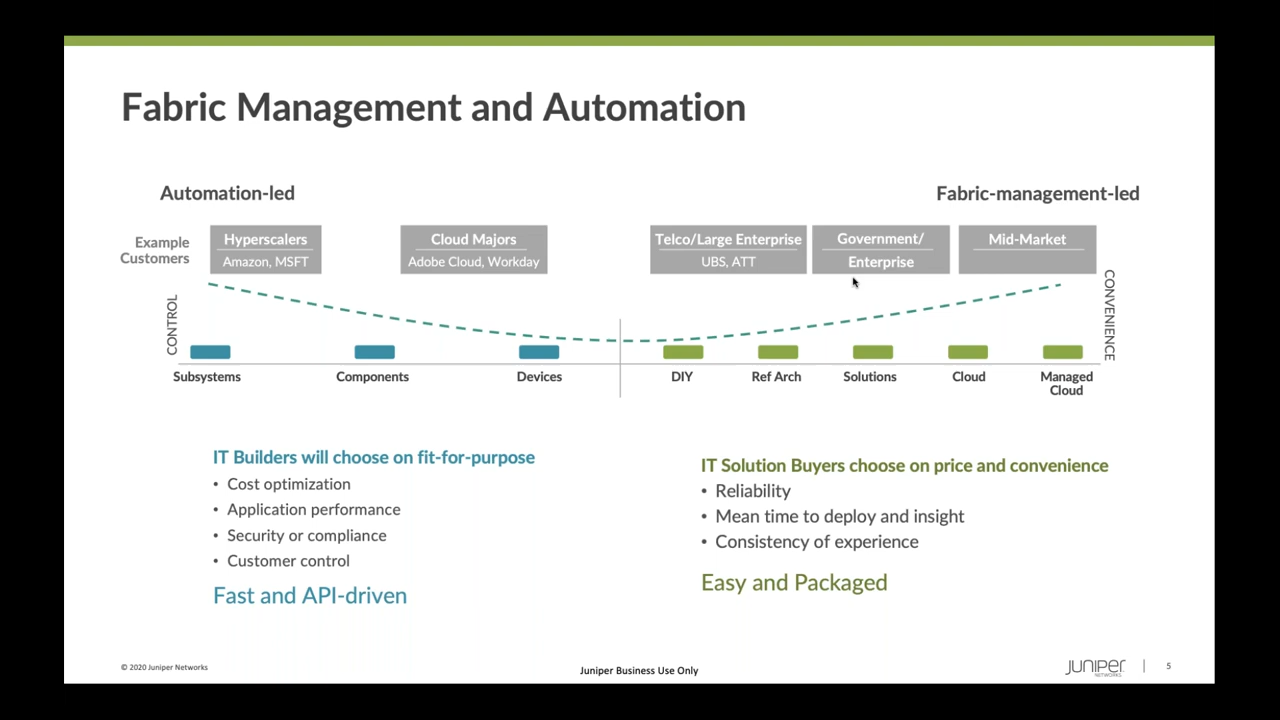 Fabric Management and Automation
Automation-led
Fabric-management-led
Example
Customers
Hyperscalers
Amazon, MSFT
Cloud Majors
Adobe Cloud, Workday
Telco/Large Enterprise
UBS, ATT
Government/
Enterprise
Mid-Market
CONTROL
CONVENIENCE
Subsystems
Components
Devices
DIY
Ref Arch
Solutions
Cloud
Managed
Cloud
IT Builders will choose on fit-for-purpose
• Cost optimization
• Application performance
• Security or compliance
• Customer control
Fast and API-driven
IT Solution Buyers choose on price and convenience
• Reliability
• Mean time to deploy and insight
• Consistency of experience
Easy and Packaged
© 2020 Juniper Networks
Juniper Business Use Only
JUNIPER
NETWORKS
5